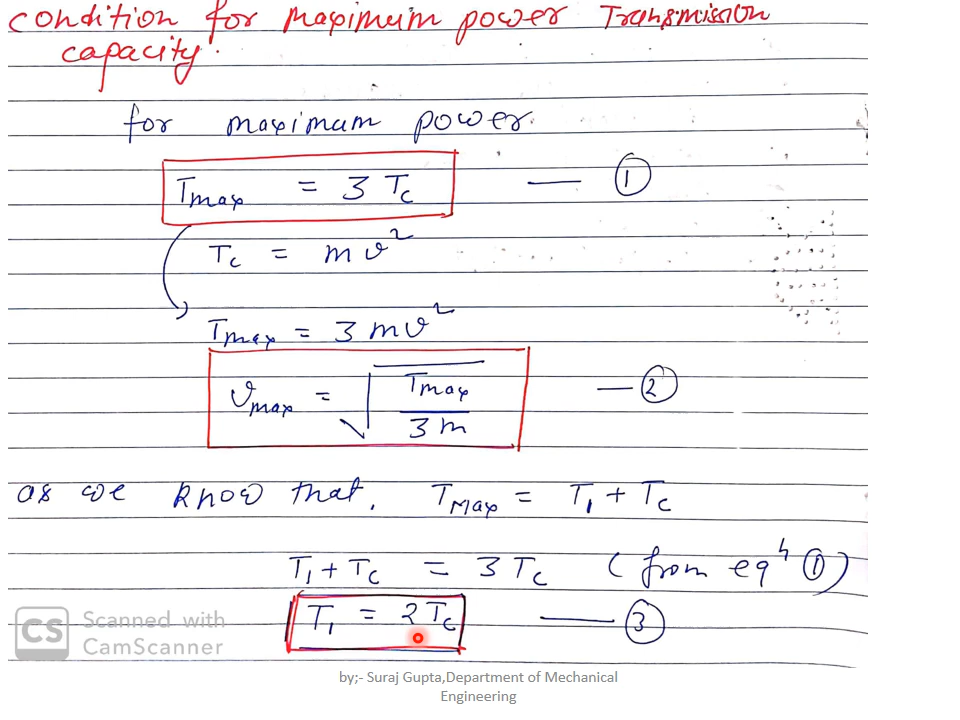 condition for maximum power Transmission
capacity.
for maximum power.
Tmax = 3 Tc — ①
Tc = mv²
Tmax = 3 mv²
vmax = √(Tmax / 3m) — ②
as we know that, TMax = T₁ + Tc
T₁ + Tc = 3 Tc (from eqⁿ ①)
T₁ = 2 Tc — ③
CS Scanned with
CamScanner
by;- Suraj Gupta,Department of Mechanical
Engineering